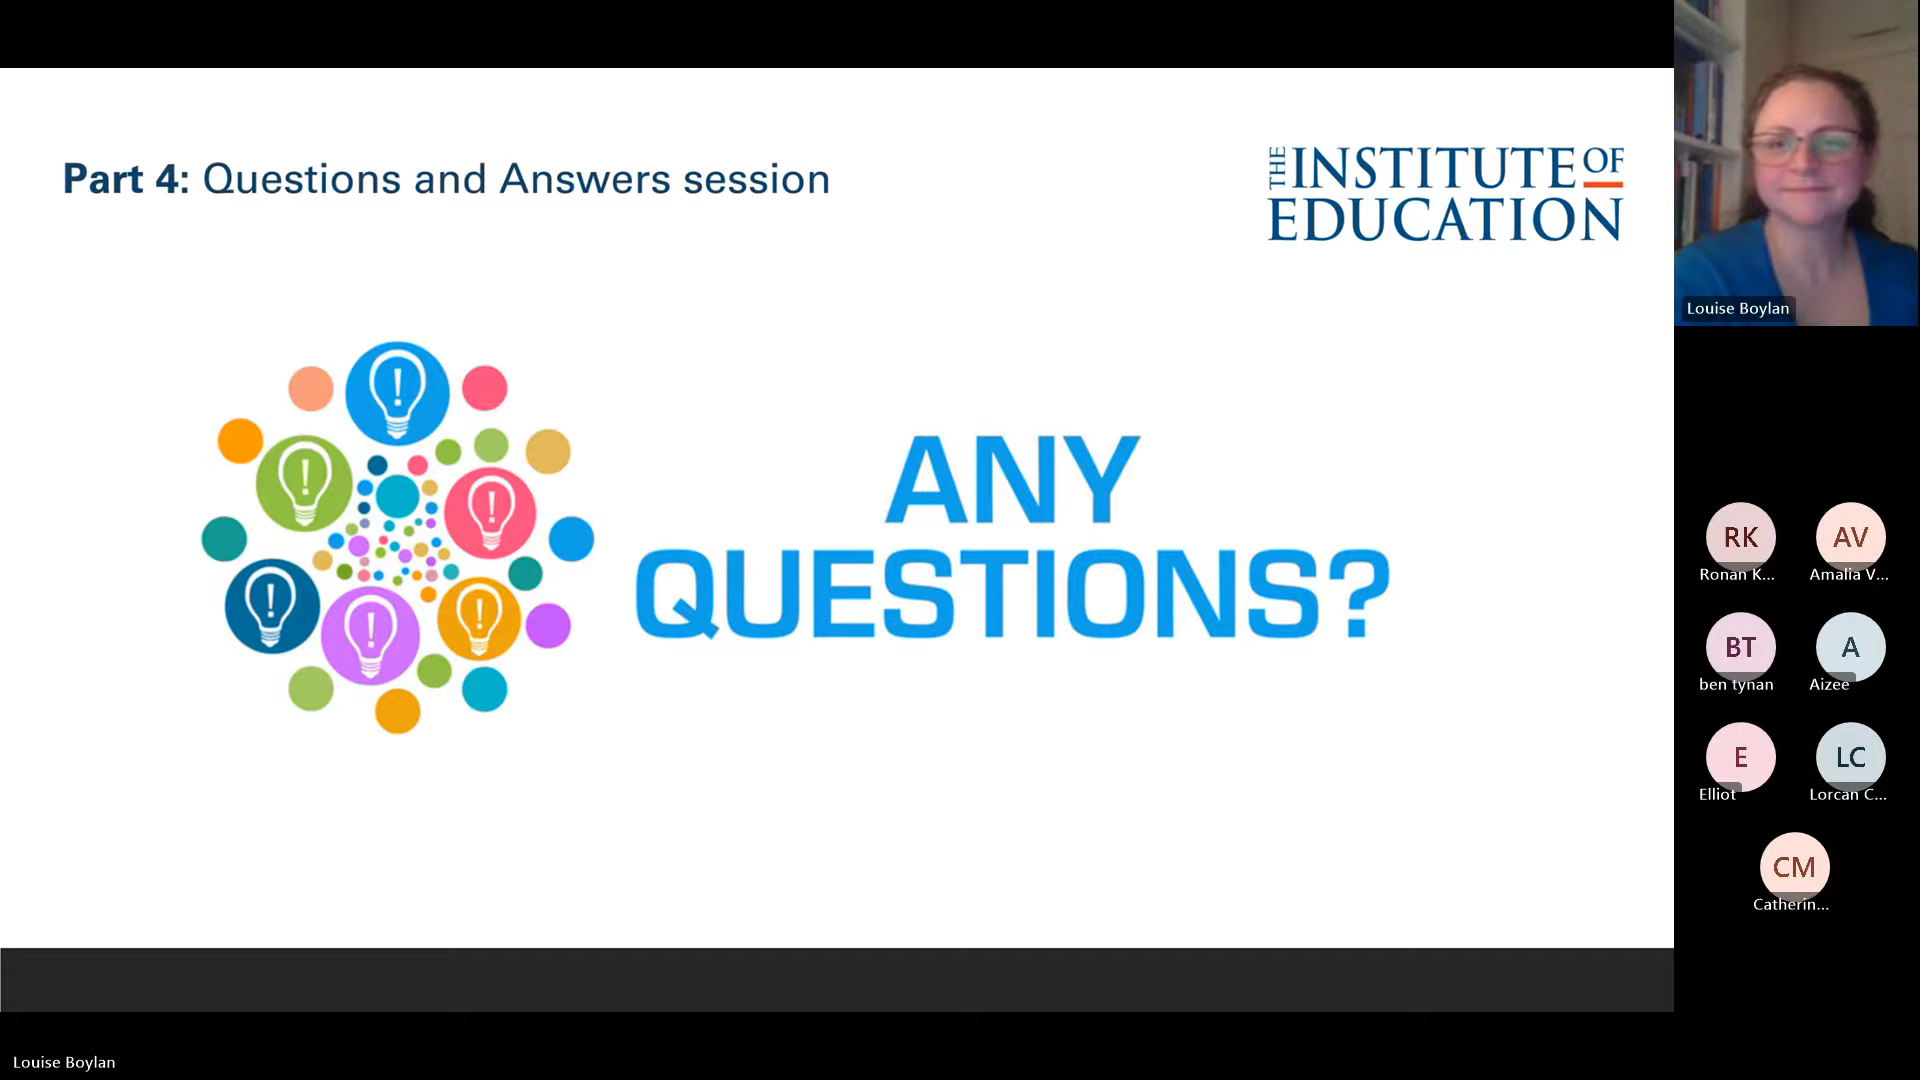 Part 4: Questions and Answers session
THE INSTITUTE OF
EDUCATION
ANY
QUESTIONS?
Louise Boylan
RK
Ronan K...
AV
Amalia V...
BT
ben tynan
A
Aizee
E
Elliot
LC
Lorcan C...
CM
Catherin...
Louise Boylan